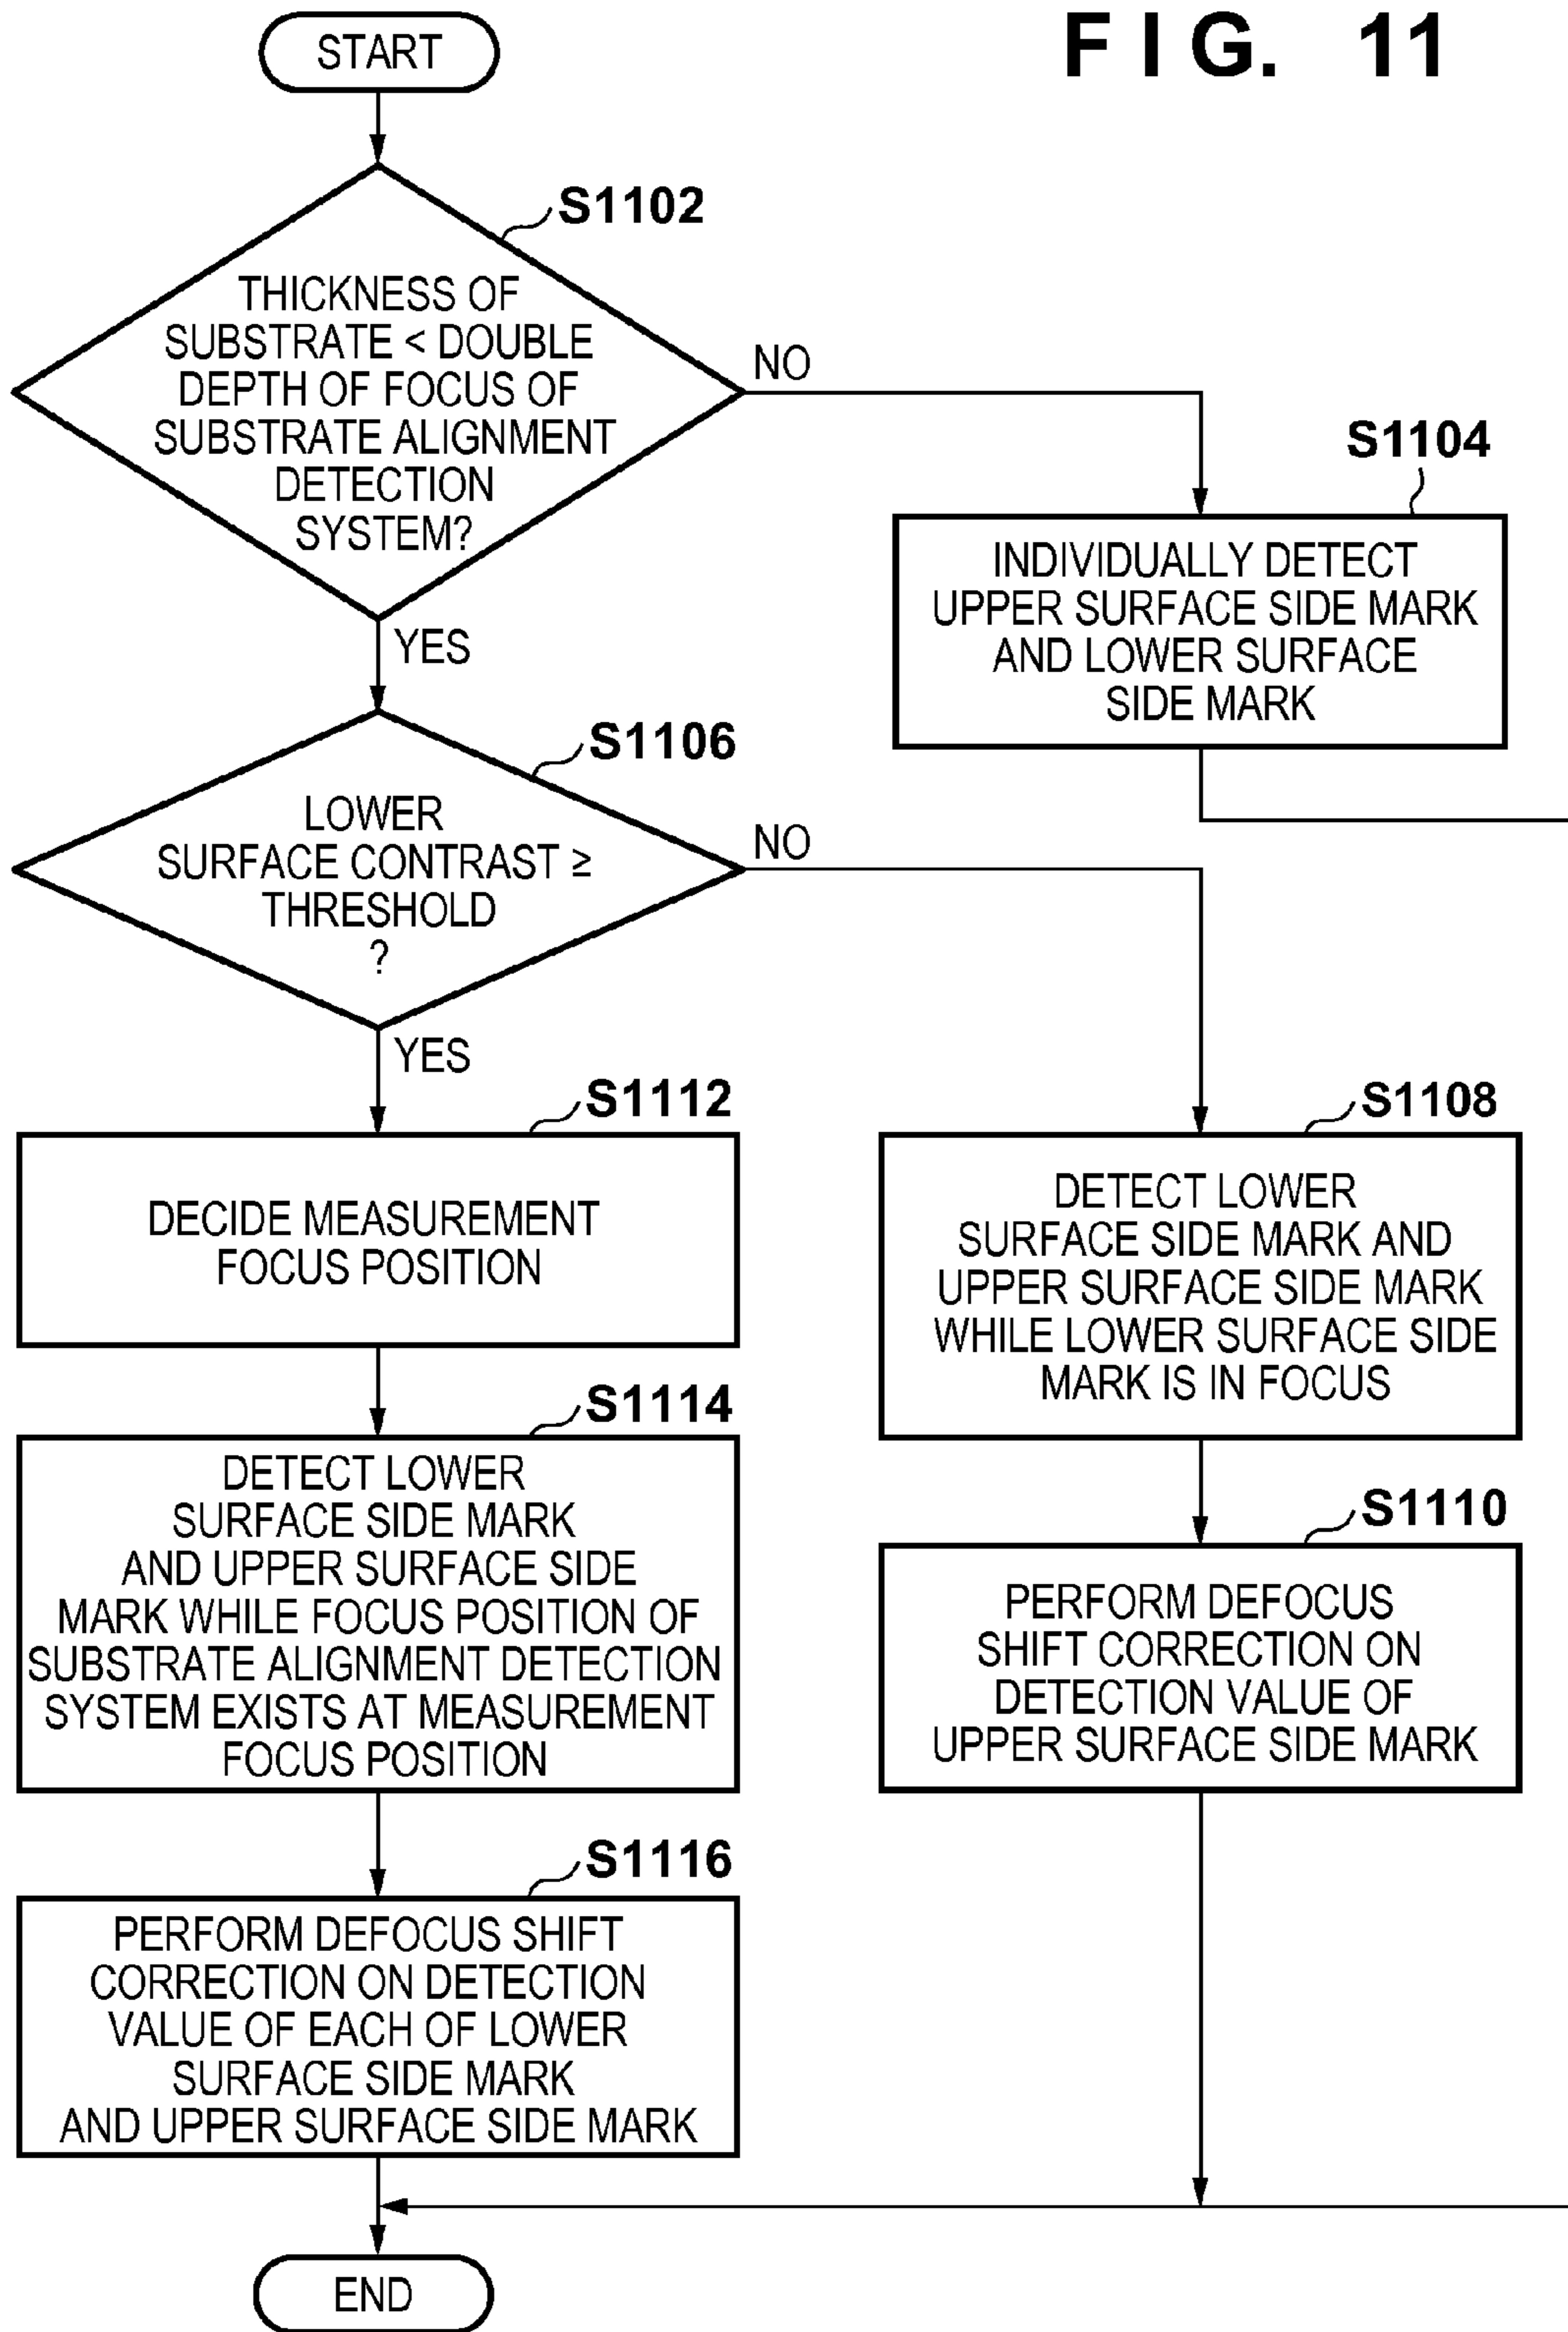 FIG. 11
START
S1102
THICKNESS OF
SUBSTRATE < DOUBLE
DEPTH OF FOCUS OF
SUBSTRATE ALIGNMENT
DETECTION
SYSTEM?
NO
YES
S1104
INDIVIDUALLY DETECT
UPPER SURFACE SIDE MARK
AND LOWER SURFACE
SIDE MARK
S1106
LOWER
SURFACE CONTRAST ≥
THRESHOLD
?
NO
YES
S1112
DECIDE MEASUREMENT
FOCUS POSITION
S1108
DETECT LOWER
SURFACE SIDE MARK AND
UPPER SURFACE SIDE MARK
WHILE LOWER SURFACE SIDE
MARK IS IN FOCUS
S1114
DETECT LOWER
SURFACE SIDE MARK
AND UPPER SURFACE SIDE
MARK WHILE FOCUS POSITION OF
SUBSTRATE ALIGNMENT DETECTION
SYSTEM EXISTS AT MEASUREMENT
FOCUS POSITION
S1110
PERFORM DEFOCUS
SHIFT CORRECTION ON
DETECTION VALUE OF
UPPER SURFACE SIDE MARK
S1116
PERFORM DEFOCUS SHIFT
CORRECTION ON DETECTION
VALUE OF EACH OF LOWER
SURFACE SIDE MARK
AND UPPER SURFACE SIDE MARK
END